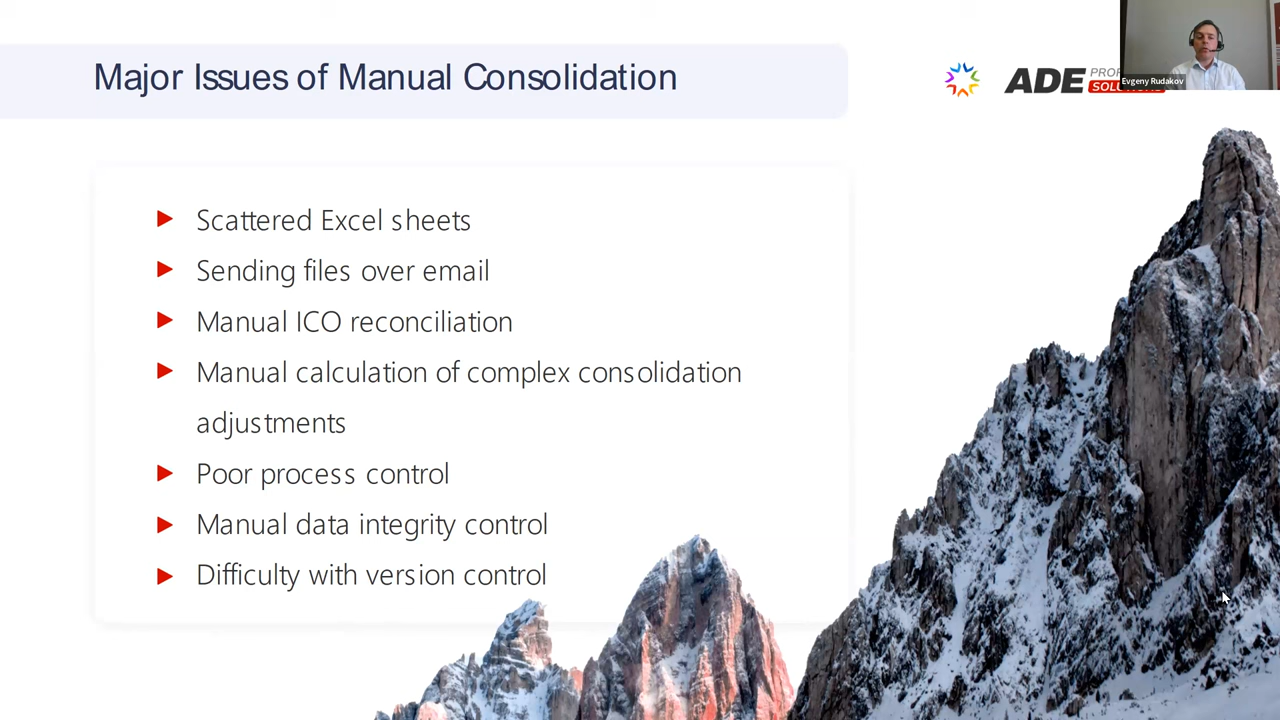 Major Issues of Manual Consolidation
ADE
Evgeny Rudakov
Scattered Excel sheets
Sending files over email
Manual ICO reconciliation
Manual calculation of complex consolidation
adjustments
Poor process control
Manual data integrity control
Difficulty with version control